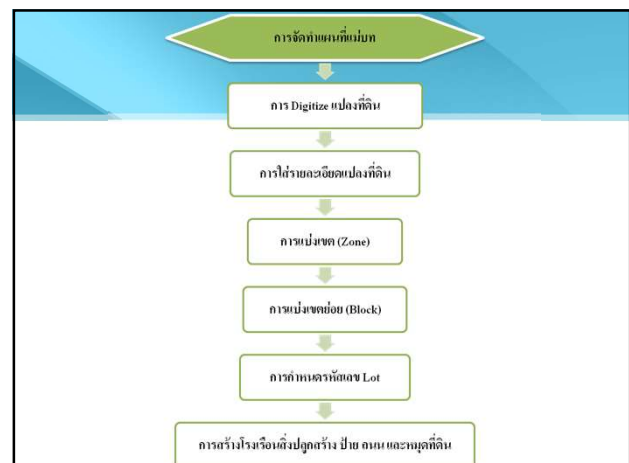 การจัดทำแผนที่แม่บท
การ Digitize แปลงที่ดิน
การใส่รายละเอียดแปลงที่ดิน
การแบ่งเขต (Zone)
การแบ่งเขตย่อย (Block)
การกำหนดรหัสเลข Lot
การสร้างโรงเรือนสิ่งปลูกสร้าง ป้าย ถนน และหมุดที่ดิน